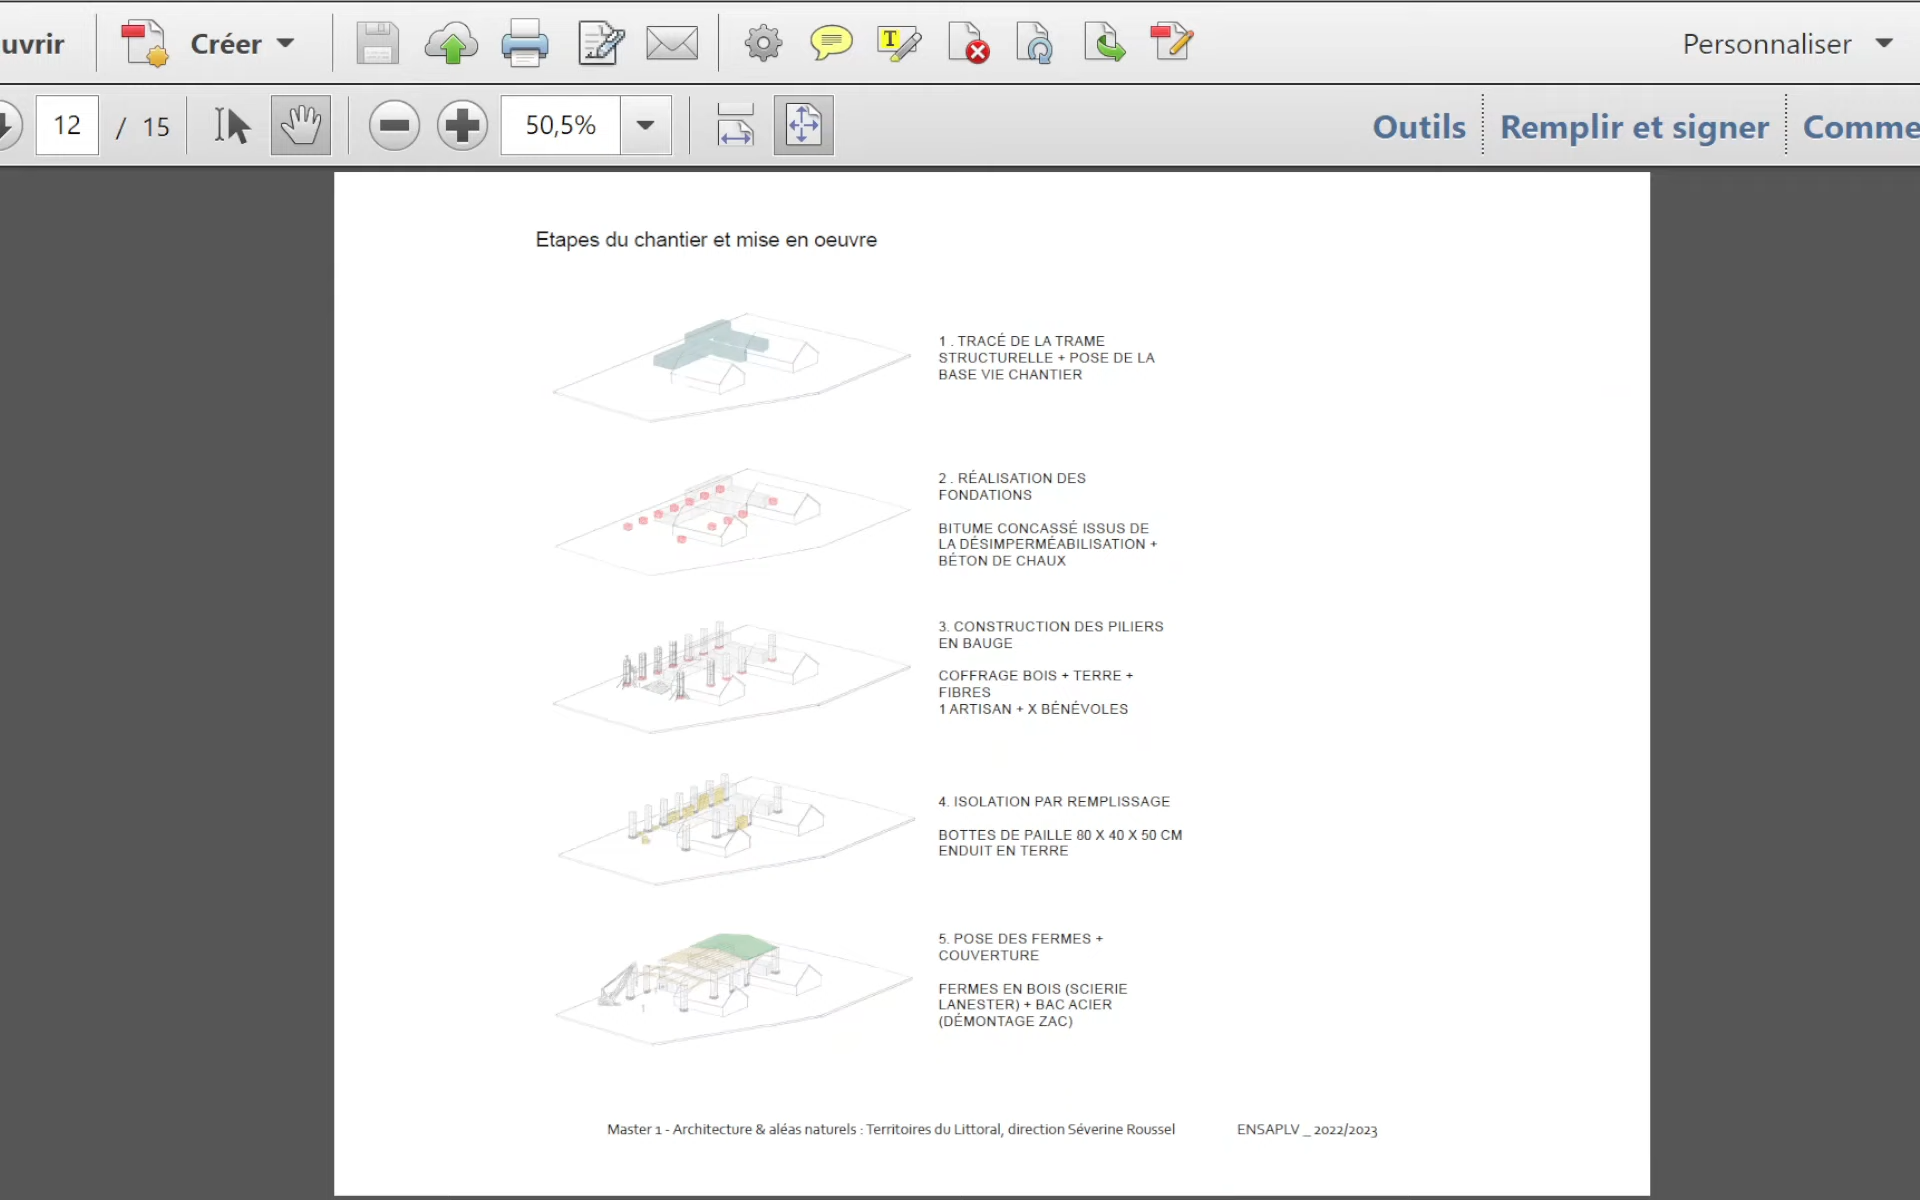 uvrir
Créer
Personnaliser
12 / 15
50,5%
Outils
Remplir et signer
Comme
Etapes du chantier et mise en oeuvre
1 . TRACÉ DE LA TRAME
STRUCTURELLE + POSE DE LA
BASE VIE CHANTIER
2 . RÉALISATION DES
FONDATIONS
BITUME CONCASSÉ ISSUS DE
LA DÉSIMPERMÉABILISATION +
BÉTON DE CHAUX
3. CONSTRUCTION DES PILIERS
EN BAUGE
COFFRAGE BOIS + TERRE +
FIBRES
1 ARTISAN + X BÉNÉVOLES
4. ISOLATION PAR REMPLISSAGE
BOTTES DE PAILLE 80 X 40 X 50 CM
ENDUIT EN TERRE
5. POSE DES FERMES +
COUVERTURE
FERMES EN BOIS (SCIERIE
LANESTER) + BAC ACIER
(DÉMONTAGE ZAC)
Master 1 - Architecture & aléas naturels : Territoires du Littoral, direction Séverine Roussel
ENSAPLV _ 2022/2023